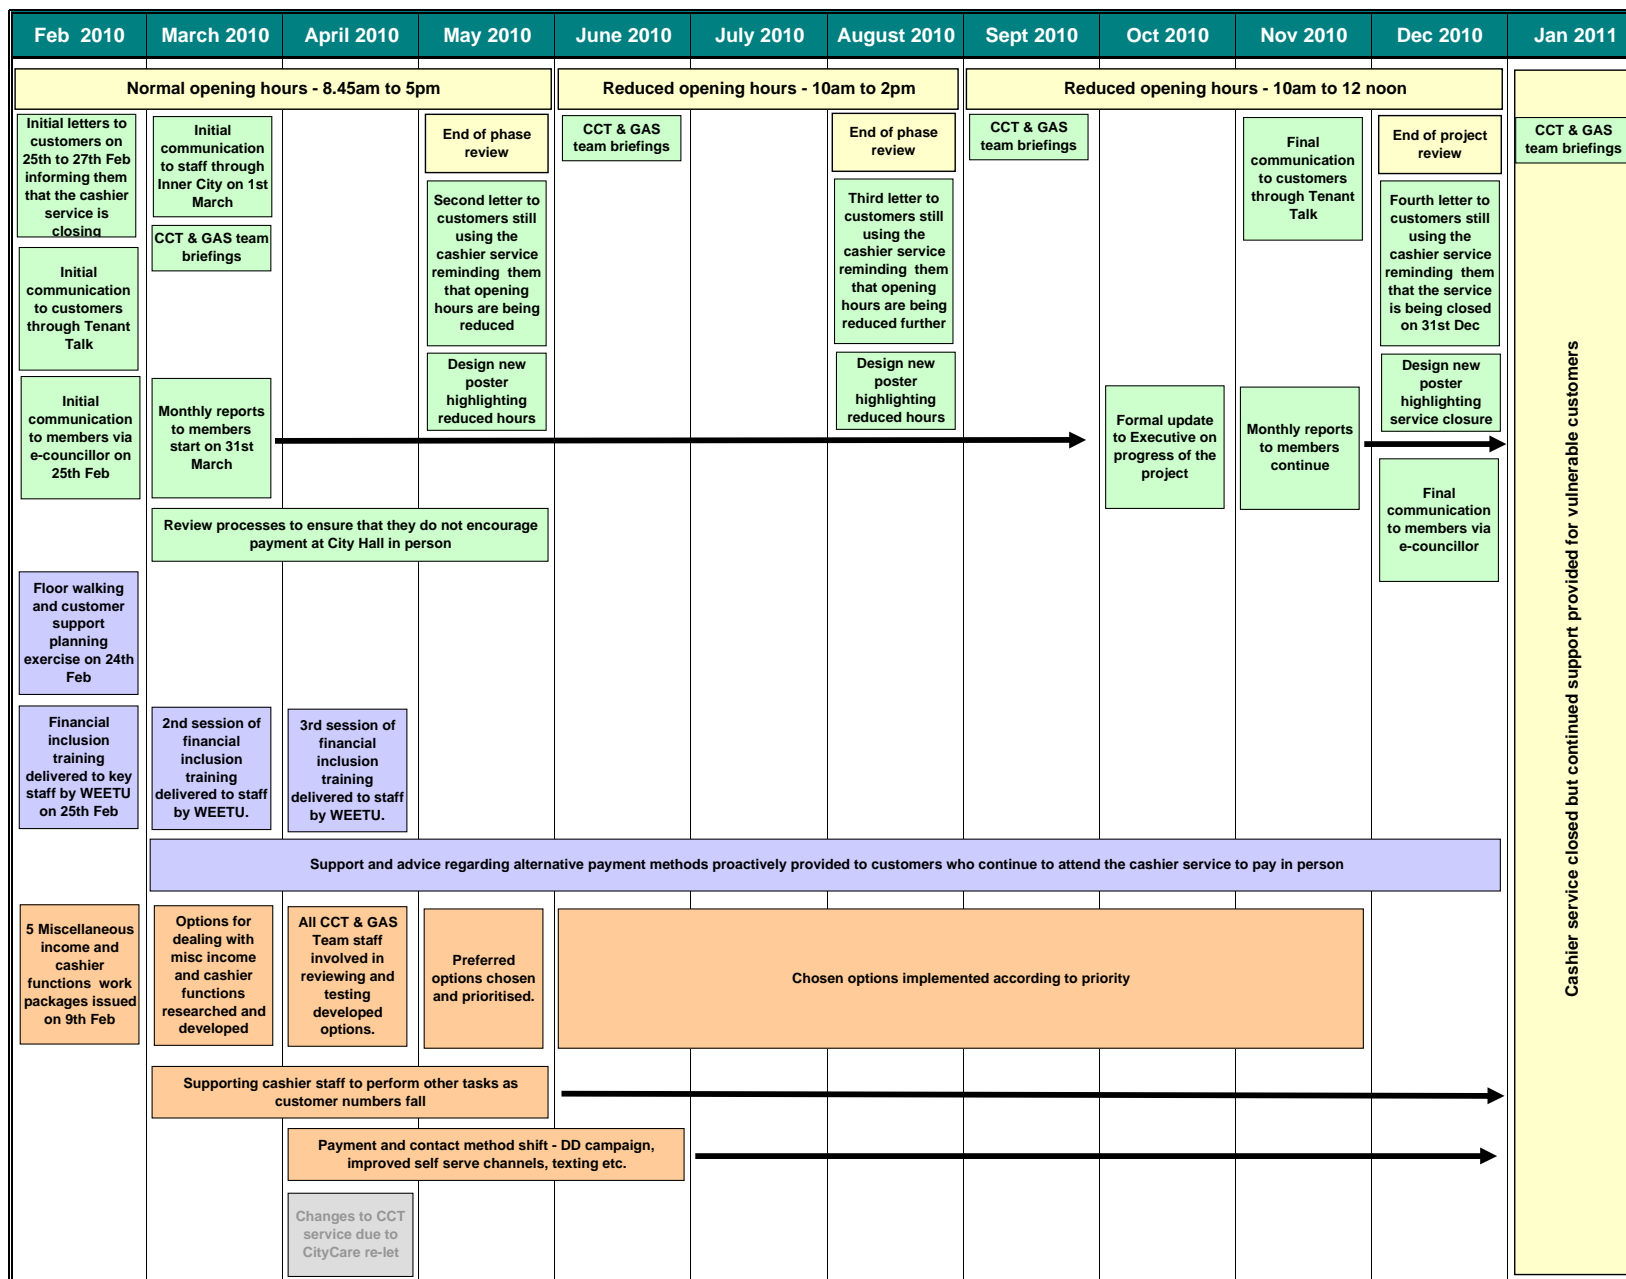 Feb 2010
March 2010
April 2010
May 2010
June 2010
July 2010
August 2010
Sept 2010
Oct 2010
Nov 2010
Dec 2010
Jan 2011
Normal opening hours - 8.45am to 5pm
Reduced opening hours - 10am to 2pm
Reduced opening hours - 10am to 12 noon
Initial letters to
customers on
25th to 27th Feb
informing them
that the cashier
service is
closing
Initial
communication
to staff through
Inner City on 1st
March
End of phase
review
CCT & GAS
team briefings
End of phase
review
CCT & GAS
team briefings
Final
communication
to customers
through Tenant
Talk
End of project
review
CCT & GAS
team briefings
CCT & GAS team
briefings
Second letter to
customers still
using the
cashier service
reminding them
that opening
hours are being
reduced
Third letter to
customers still
using the
cashier service
reminding them
that opening
hours are being
reduced further
Fourth letter to
customers still
using the
cashier service
reminding them
that the service
is being closed
on 31st Dec
Initial
communication
to customers
through Tenant
Talk
Design new
poster
highlighting
reduced hours
Design new
poster
highlighting
reduced hours
Design new
poster
highlighting
service closure
Initial
communication
to members via
e-councillor on
25th Feb
Monthly reports
to members
start on 31st
March
Formal update
to Executive on
progress of the
project
Monthly reports
to members
continue
Final
communication
to members via
e-councillor
Review processes to ensure that they do not encourage
payment at City Hall in person
Floor walking
and customer
support
planning
exercise on 24th
Feb
Financial
inclusion
training
delivered to key
staff by WEETU
on 25th Feb
2nd session of
financial
inclusion
training
delivered to staff
by WEETU.
3rd session of
financial
inclusion
training
delivered to staff
by WEETU.
Support and advice regarding alternative payment methods proactively provided to customers who continue to attend the cashier service to pay in person
5 Miscellaneous
income and
cashier
functions work
packages issued
on 9th Feb
Options for
dealing with
misc income
and cashier
functions
researched and
developed
All CCT & GAS
Team staff
involved in
reviewing and
testing
developed
options.
Preferred
options chosen
and prioritised.
Chosen options implemented according to priority
Supporting cashier staff to perform other tasks as
customer numbers fall
Payment and contact method shift - DD campaign,
improved self serve channels, texting etc.
Changes to CCT
service due to
CityCare re-let
Cashier service closed but continued support provided for vulnerable customers